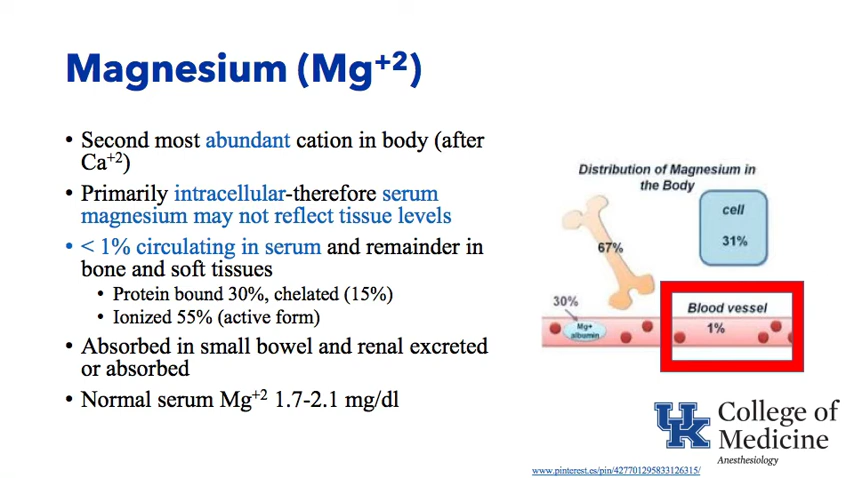 Magnesium (Mg+2)
• Second most abundant cation in body (after
Ca+2)
• Primarily intracellular-therefore serum
magnesium may not reflect tissue levels
• < 1% circulating in serum and remainder in
bone and soft tissues
• Protein bound 30%, chelated (15%)
• Ionized 55% (active form)
• Absorbed in small bowel and renal excreted
or absorbed
• Normal serum Mg+2 1.7-2.1 mg/dl
Distribution of Magnesium in
the Body
cell
31%
67%
30%
Mg+
albumin
Blood vessel
1%
UK
College of
Medicine
Anesthesiology
www.pinterest.es/pin/427701295833126315/